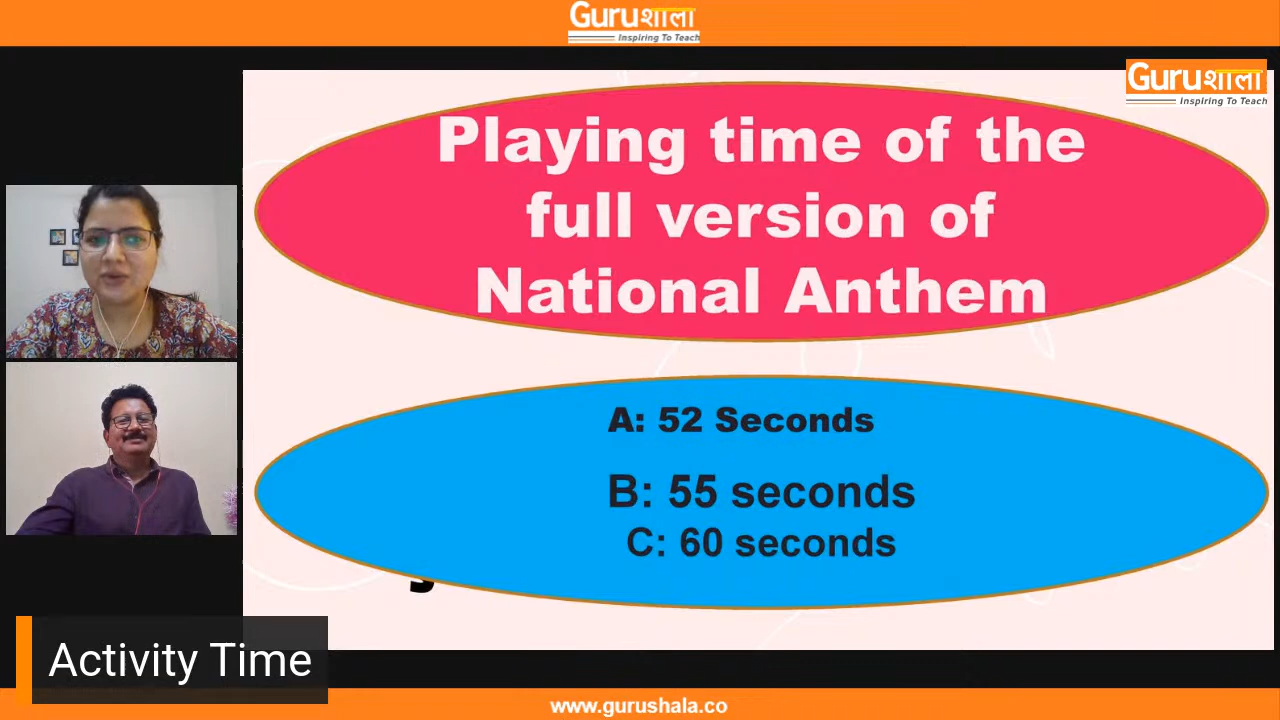 Guruशाला
Inspiring To Teach
Guruशाला
Inspiring To Teach
Playing time of the
full version of
National Anthem
A: 52 Seconds
B: 55 seconds
C: 60 seconds
Activity Time
www.gurushala.co